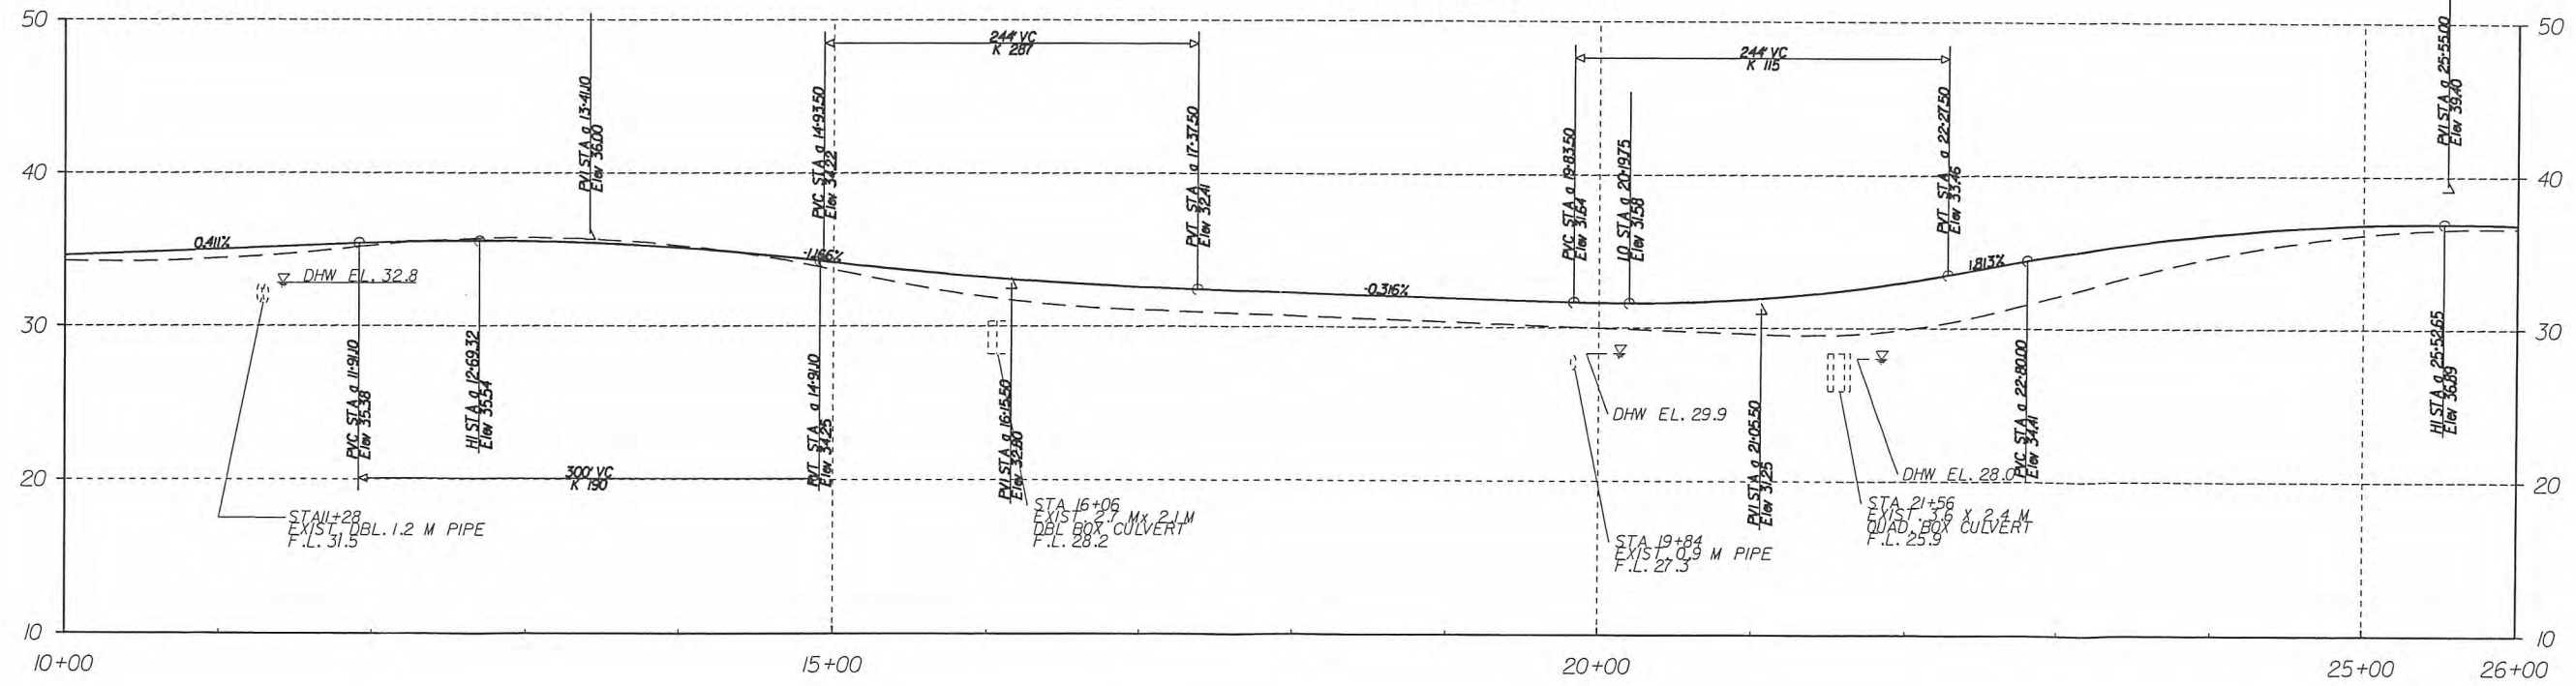 50
50
244' VC
K 287
244' VC
K 115
PVI STA a 13+41.10
Elev 36.00
PVC STA a 14+93.50
Elev 34.22
PVT STA a 17+37.50
Elev 32.41
PVC STA a 19+83.50
Elev 31.64
LO STA a 20+19.75
Elev 31.58
PVT STA a 22+27.50
Elev 33.46
PVI STA a 25+55.00
Elev 39.40
40
40
0.411%
-1.166%
-0.316%
1.813%
DHW EL. 32.8
30
30
PVC STA a 11+91.10
Elev 35.38
HI STA a 12+69.32
Elev 35.54
PVT STA a 14+91.10
Elev 34.25
PVI STA a 16+15.50
Elev 32.80
DHW EL. 29.9
PVI STA a 21+05.50
Elev 31.25
DHW EL. 28.0
PVC STA a 22+80.00
Elev 34.41
HI STA a 25+52.65
Elev 36.89
20
20
300' VC
K 190
STA 11+28
EXIST. DBL. 1.2 M PIPE
F.L. 31.5
STA 16+06
EXIST. 2.7 M x 2.1 M
DBL BOX CULVERT
F.L. 28.2
STA 19+84
EXIST. 0.9 M PIPE
F.L. 27.3
STA 21+56
EXIST. 3.6 X 2.4 M
QUAD. BOX CULVERT
F.L. 25.9
10
10
10+00
15+00
20+00
25+00
26+00